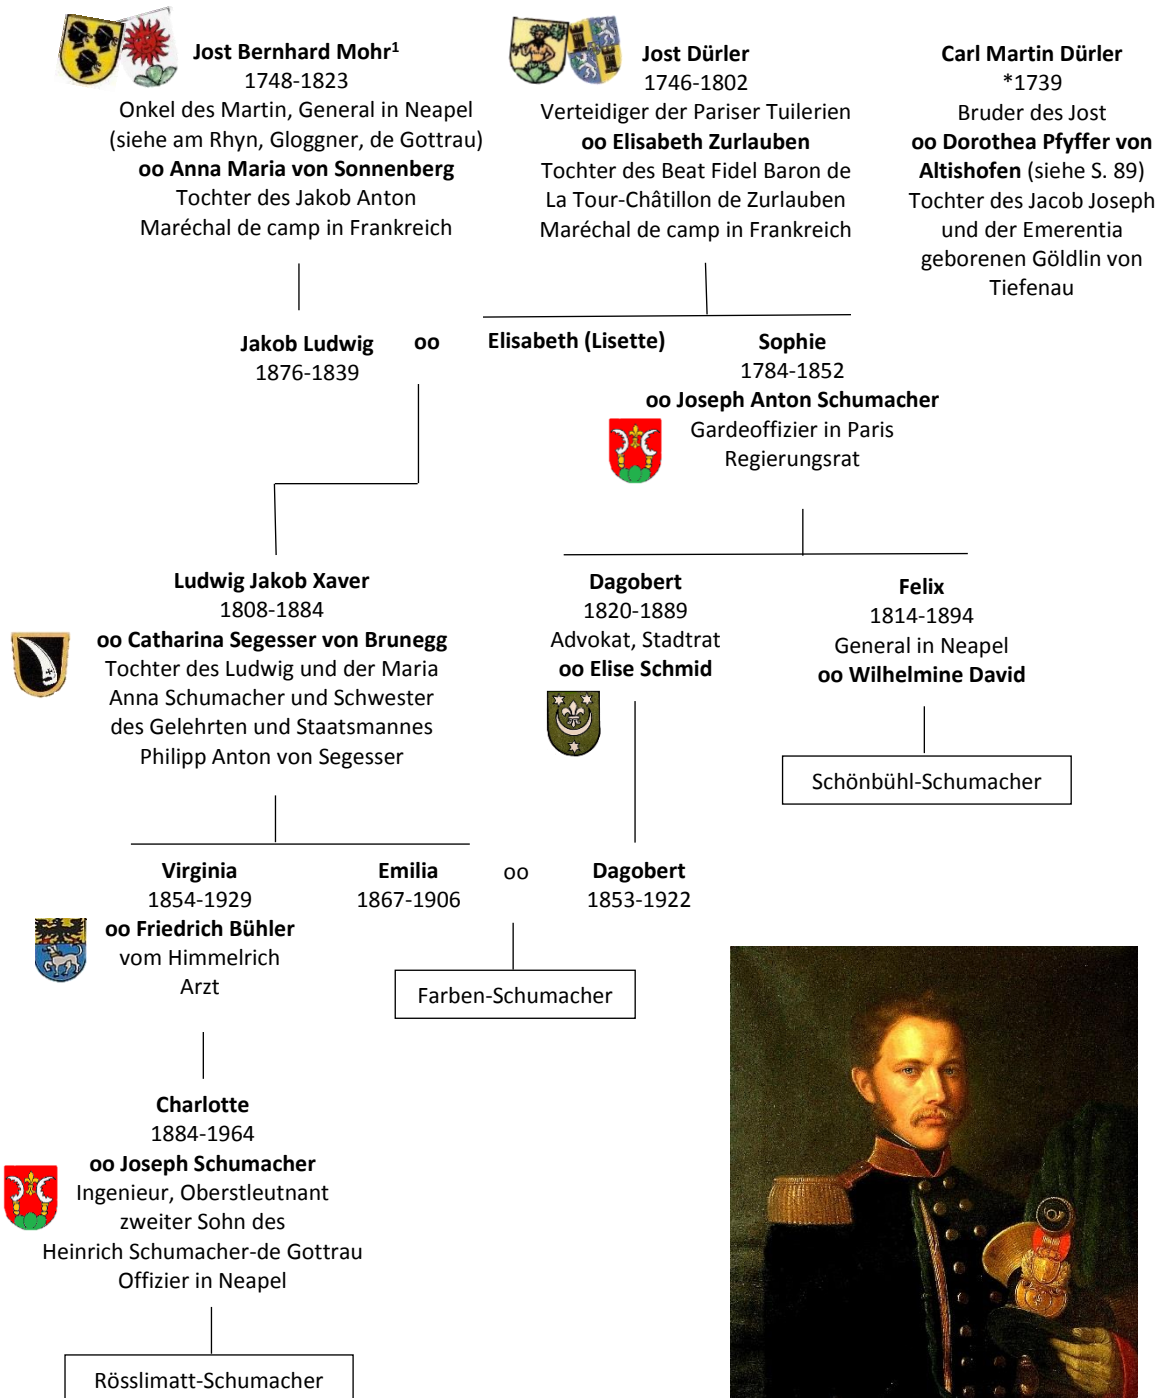 Jost Bernhard Mohr¹
1748-1823
Onkel des Martin, General in Neapel
(siehe am Rhyn, Gloggner, de Gottrau)
oo Anna Maria von Sonnenberg
Tochter des Jakob Anton
Maréchal de camp in Frankreich
Jost Dürler
1746-1802
Verteidiger der Pariser Tuilerien
oo Elisabeth Zurlauben
Tochter des Beat Fidel Baron de
La Tour-Châtillon de Zurlauben
Maréchal de camp in Frankreich
Carl Martin Dürler
*1739
Bruder des Jost
oo Dorothea Pfyffer von
Altishofen (siehe S. 89)
Tochter des Jacob Joseph
und der Emerentia
geborenen Göldlin von
Tiefenau
Jakob Ludwig
1876-1839
oo
Elisabeth (Lisette)
Sophie
1784-1852
oo Joseph Anton Schumacher
Gardeoffizier in Paris
Regierungsrat
Ludwig Jakob Xaver
1808-1884
oo Catharina Segesser von Brunegg
Tochter des Ludwig und der Maria
Anna Schumacher und Schwester
des Gelehrten und Staatsmannes
Philipp Anton von Segesser
Dagobert
1820-1889
Advokat, Stadtrat
oo Elise Schmid
Felix
1814-1894
General in Neapel
oo Wilhelmine David
Schönbühl-Schumacher
Virginia
1854-1929
oo Friedrich Bühler
vom Himmelrich
Arzt
Emilia
1867-1906
oo
Dagobert
1853-1922
Farben-Schumacher
Charlotte
1884-1964
oo Joseph Schumacher
Ingenieur, Oberstleutnant
zweiter Sohn des
Heinrich Schumacher-de Gottrau
Offizier in Neapel
Rösslimatt-Schumacher